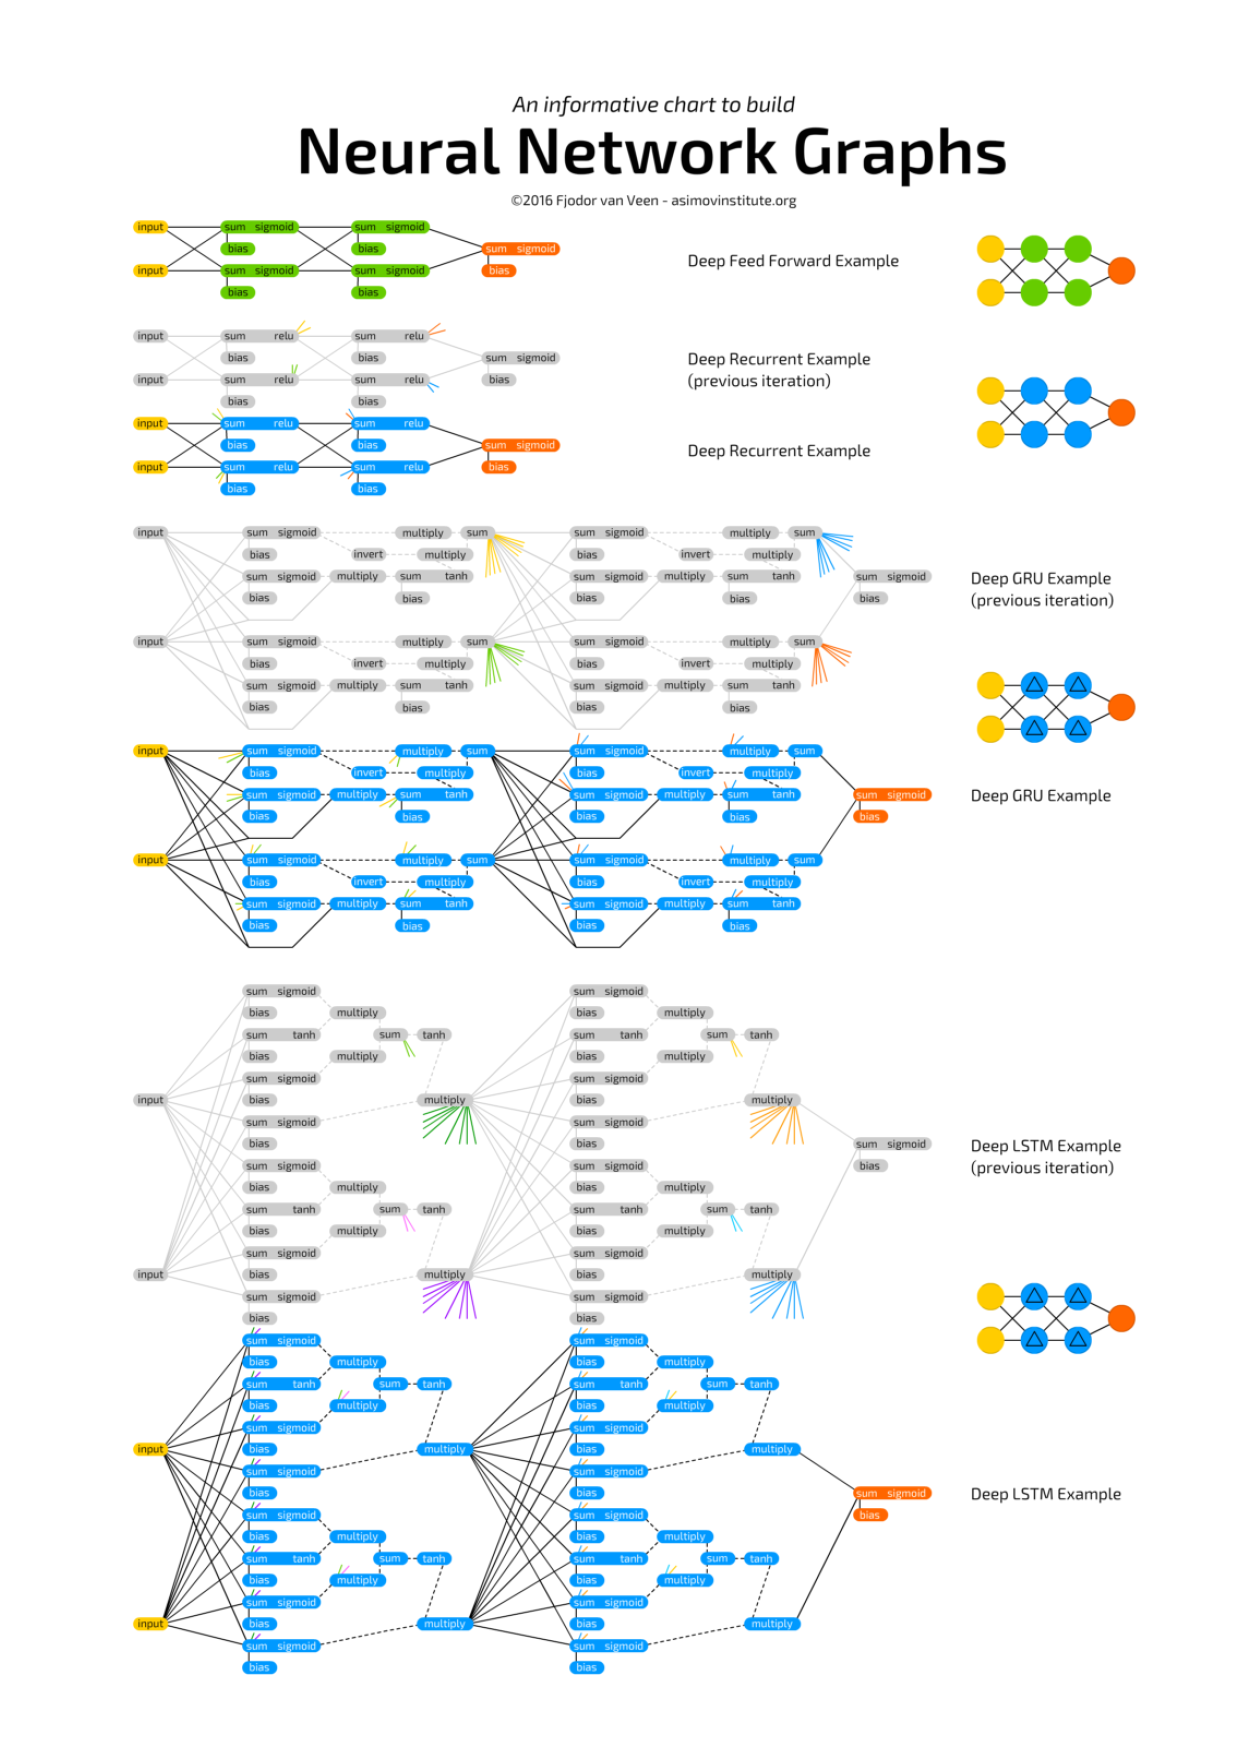 An informative chart to build
Neural Network Graphs
©2016 Fjodor van Veen - asimovinstitute.org
input sum sigmoid sum sigmoid
bias bias sum sigmoid
Deep Feed Forward Example
input sum sigmoid sum sigmoid bias
bias bias
input sum relu sum relu
bias bias sum sigmoid
Deep Recurrent Example
(previous iteration)
input sum relu sum relu bias
bias bias
input sum relu sum relu
bias bias sum sigmoid
Deep Recurrent Example
input sum relu sum relu bias
bias bias
input sum sigmoid multiply sum sum sigmoid multiply sum
bias invert multiply bias invert multiply
sum sigmoid multiply sum tanh sum sigmoid multiply sum tanh sum sigmoid
Deep GRU Example
(previous iteration)
bias bias bias bias bias
input sum sigmoid multiply sum sum sigmoid multiply sum
bias invert multiply bias invert multiply
sum sigmoid multiply sum tanh sum sigmoid multiply sum tanh
bias bias bias bias
input sum sigmoid multiply sum sum sigmoid multiply sum
bias invert multiply bias invert multiply
sum sigmoid multiply sum tanh sum sigmoid multiply sum tanh sum sigmoid
Deep GRU Example
bias bias bias bias bias
input sum sigmoid multiply sum sum sigmoid multiply sum
bias invert multiply bias invert multiply
sum sigmoid multiply sum tanh sum sigmoid multiply sum tanh
bias bias bias bias
sum sigmoid sum sigmoid
bias multiply bias multiply
sum tanh sum tanh sum tanh sum tanh
bias multiply bias multiply
sum sigmoid sum sigmoid
input bias multiply bias multiply
sum sigmoid sum sigmoid
bias bias sum sigmoid
Deep LSTM Example
(previous iteration)
sum sigmoid sum sigmoid bias
bias multiply bias multiply
sum tanh sum tanh sum tanh sum tanh
bias multiply bias multiply
sum sigmoid sum sigmoid
input bias multiply bias multiply
sum sigmoid sum sigmoid
bias bias
sum sigmoid sum sigmoid
bias multiply bias multiply
sum tanh sum tanh sum tanh sum tanh
bias multiply bias multiply
sum sigmoid sum sigmoid
input bias multiply bias multiply
sum sigmoid sum sigmoid
bias bias sum sigmoid
Deep LSTM Example
sum sigmoid sum sigmoid bias
bias multiply bias multiply
sum tanh sum tanh sum tanh sum tanh
bias multiply bias multiply
sum sigmoid sum sigmoid
input bias multiply bias multiply
sum sigmoid sum sigmoid
bias bias